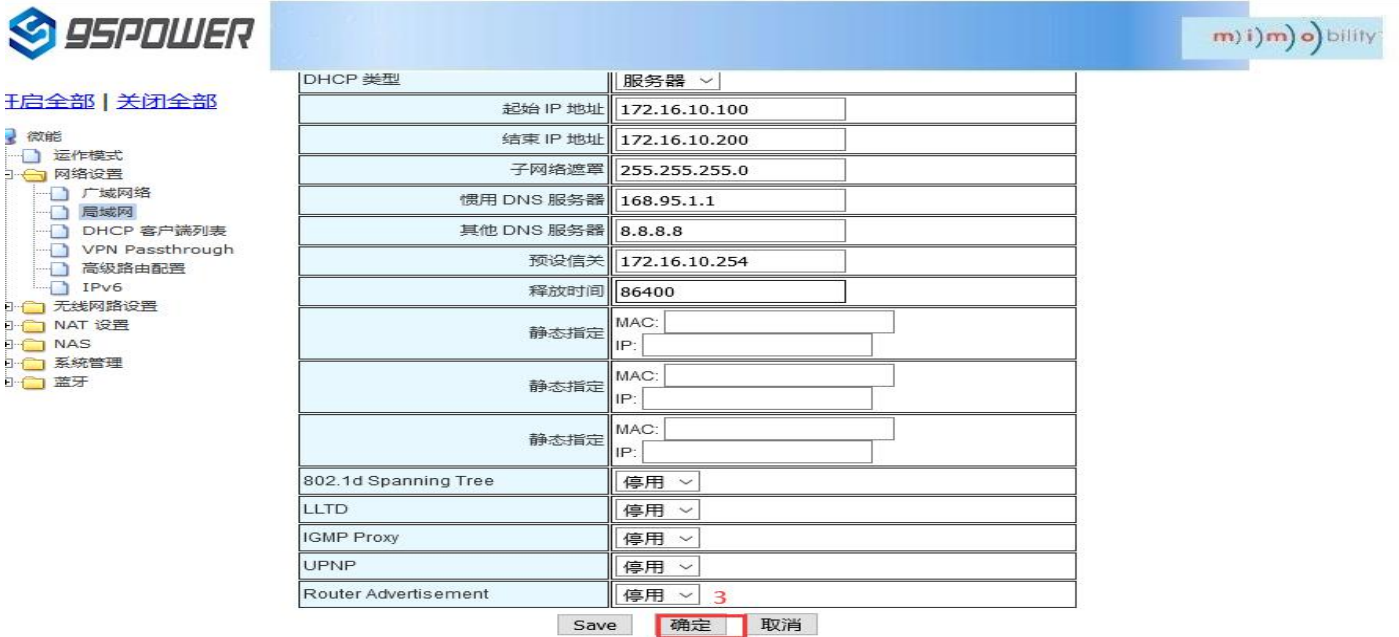 9SPOWER
m)i)m)o)bility
开启全部 | 关闭全部
微能
运作模式
网络设置
广域网络
局域网
DHCP 客户端列表
VPN Passthrough
高级路由配置
IPv6
无线网路设置
NAT 设置
NAS
系统管理
蓝牙
DHCP 类型 服务器
起始 IP 地址 172.16.10.100
结束 IP 地址 172.16.10.200
子网络遮罩 255.255.255.0
惯用 DNS 服务器 168.95.1.1
其他 DNS 服务器 8.8.8.8
预设信关 172.16.10.254
释放时间 86400
静态指定 MAC:
IP:
静态指定 MAC:
IP:
静态指定 MAC:
IP:
802.1d Spanning Tree 停用
LLTD 停用
IGMP Proxy 停用
UPNP 停用
Router Advertisement 停用 3
Save 确定 取消